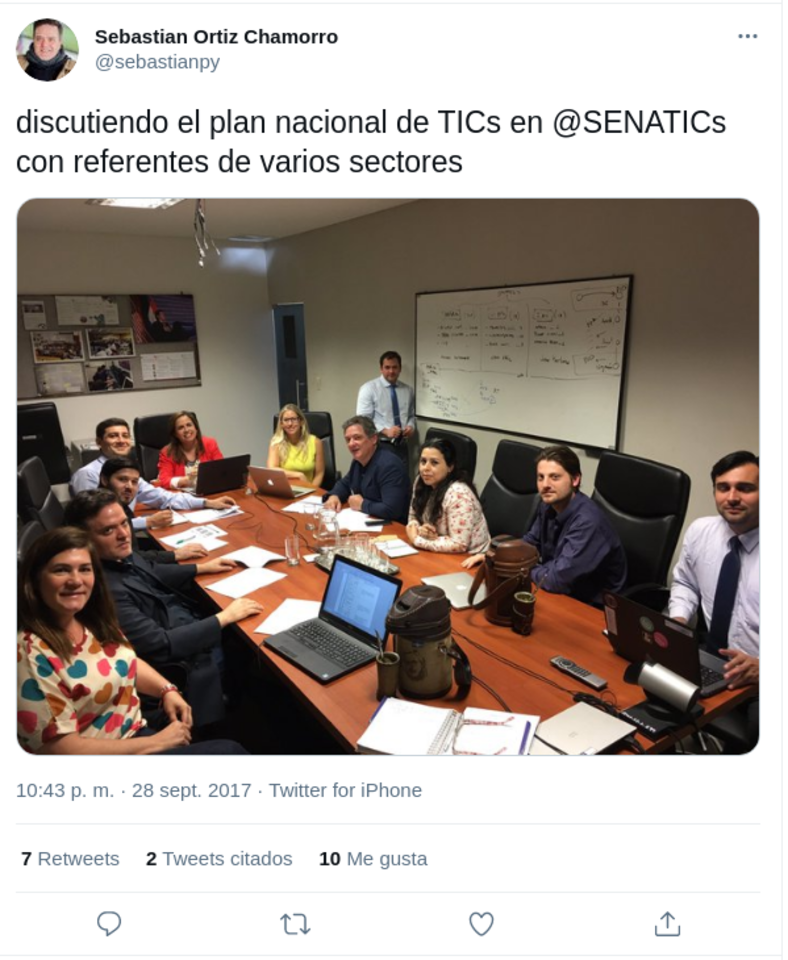 Sebastian Ortiz Chamorro
@sebastianpy
discutiendo el plan nacional de TICs en @SENATICs
con referentes de varios sectores
10:43 p. m. · 28 sept. 2017 · Twitter for iPhone
7 Retweets 2 Tweets citados 10 Me gusta